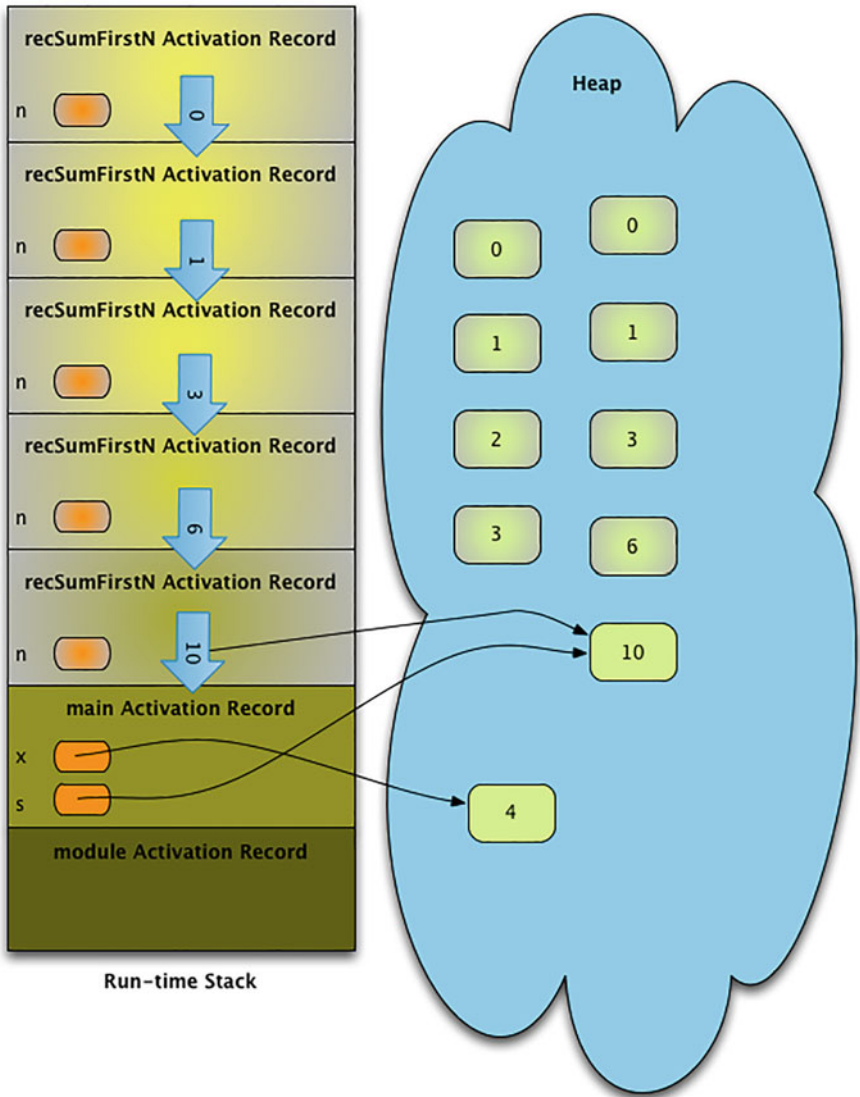 recSumFirstN Activation Record
n
0
recSumFirstN Activation Record
n
1
recSumFirstN Activation Record
n
3
recSumFirstN Activation Record
n
6
recSumFirstN Activation Record
n
10
main Activation Record
x
s
module Activation Record
Run-time Stack
Heap
0
0
1
1
2
3
3
6
10
4